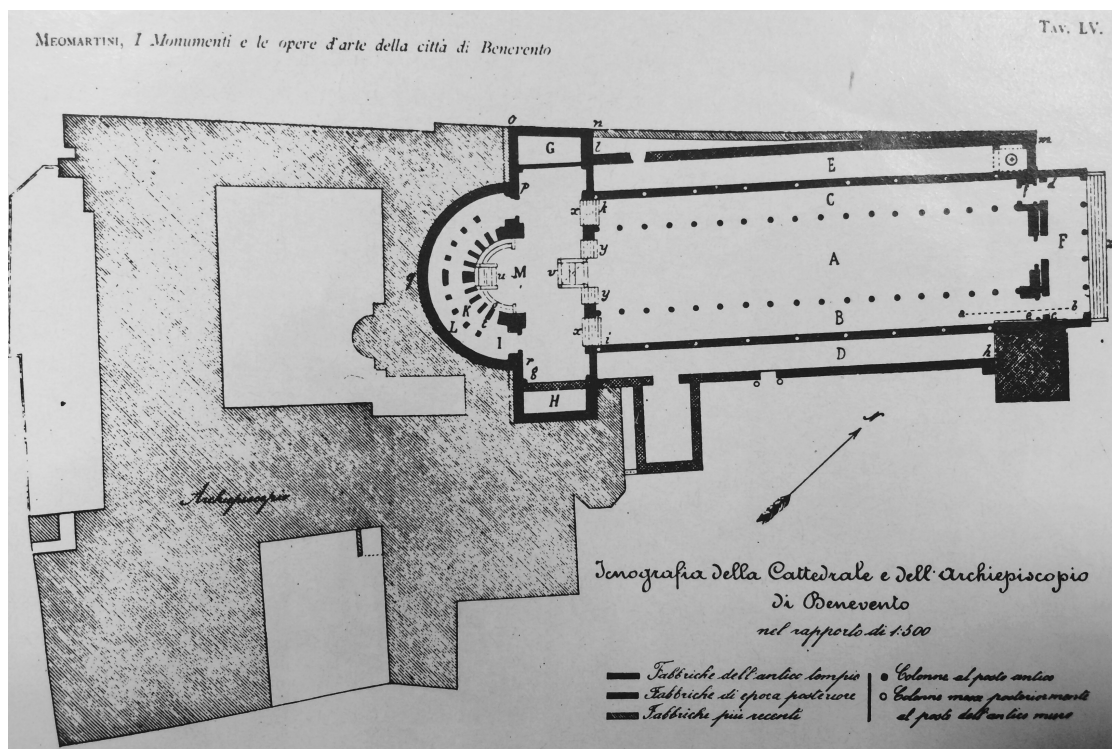 MEOMARTINI, I Monumenti e le opere d'arte della città di Benevento
TAV. LV.
o
n
G
l
m
E
p
C
f
d
x
k
F
y
q
u
M
v
A
K
y
L
a
b
x
B
e
c
I
i
r
D
h
g
H
Archiepiscopio
N
Icnografia della Cattedrale e dell'Archiepiscopio
di Benevento
nel rapporto di 1:500
Fabbriche dell'antico tempio
Fabbriche di epoca posteriore
Fabbriche più recenti
Colonne al posto antico
Colonne messe posteriormente
al posto dell'antico muro